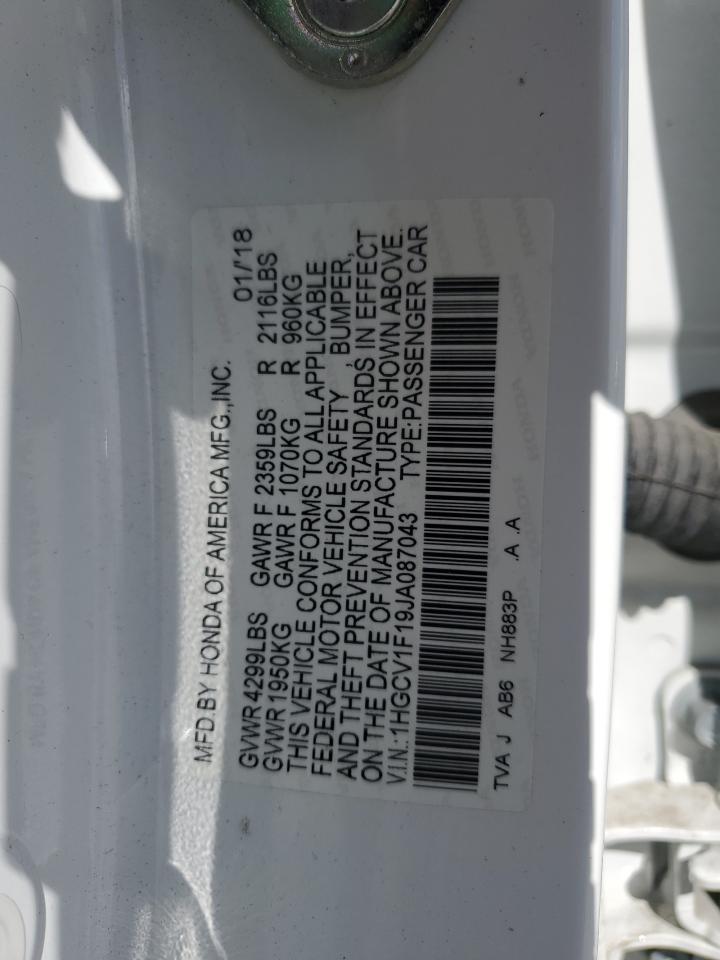 MFD.BY HONDA OF AMERICA MFG.,INC. 01/'18
GVWR 4299LBS GAWR F 2359LBS R 2116LBS
GVWR 1950KG GAWR F 1070KG R 960KG
THIS VEHICLE CONFORMS TO ALL APPLICABLE
FEDERAL MOTOR VEHICLE SAFETY , BUMPER,
AND THEFT PREVENTION STANDARDS IN EFFECT
ON THE DATE OF MANUFACTURE SHOWN ABOVE.
V.I.N.:1HGCV1F19JA087043 TYPE:PASSENGER CAR
TVA J AB6 NH883P .A .A